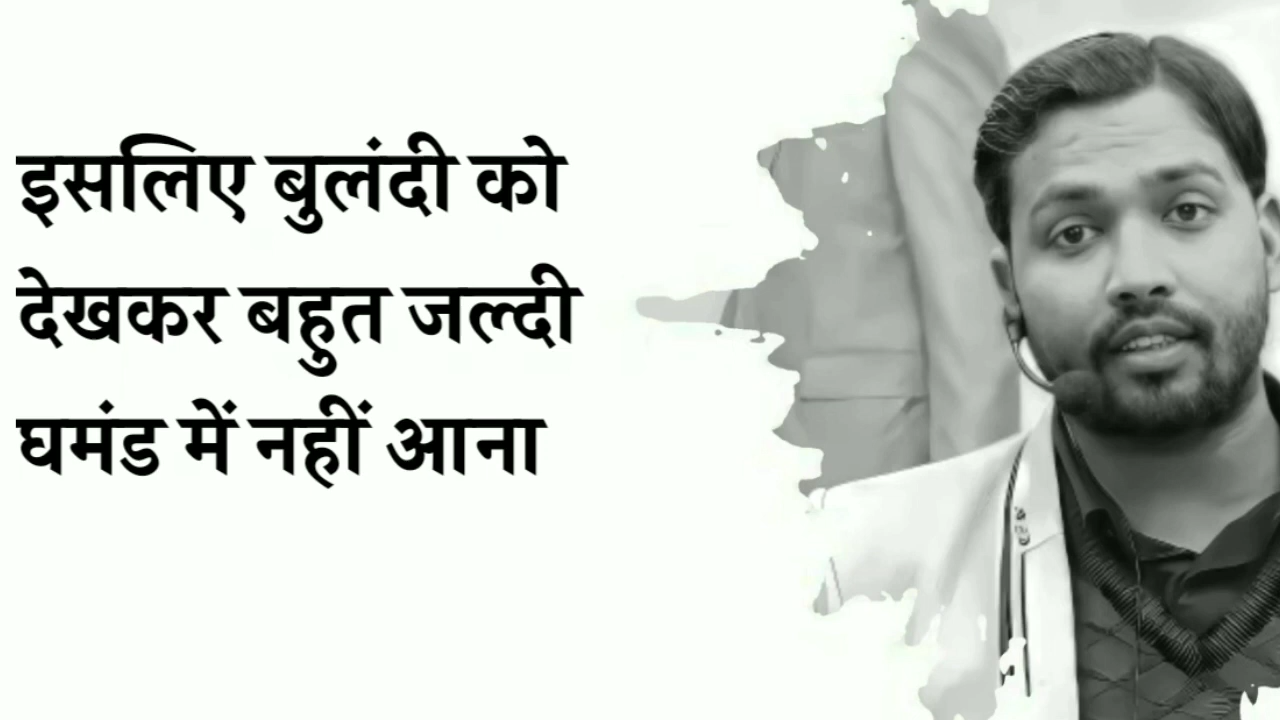 इसलिए बुलंदी को
देखकर बहुत जल्दी
घमंड में नहीं आना